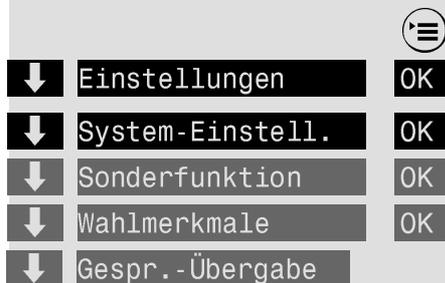 Einstellungen OK
System-Einstell. OK
Sonderfunktion OK
Wahlmerkmale OK
Gespr.-Übergabe